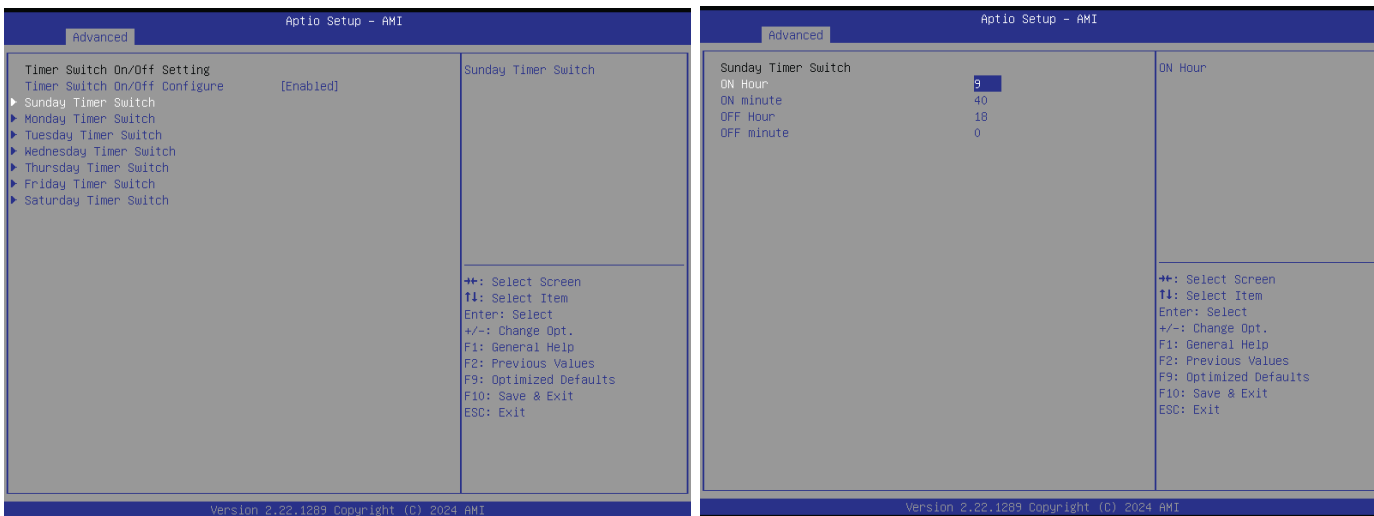 Aptio Setup – AMI
Advanced
Timer Switch On/Off Setting
Timer Switch On/Off Configure [Enabled]
Sunday Timer Switch
Monday Timer Switch
Tuesday Timer Switch
Wednesday Timer Switch
Thursday Timer Switch
Friday Timer Switch
Saturday Timer Switch
Sunday Timer Switch
→←: Select Screen
↑↓: Select Item
Enter: Select
+/-: Change Opt.
F1: General Help
F2: Previous Values
F9: Optimized Defaults
F10: Save & Exit
ESC: Exit
Version 2.22.1289 Copyright (C) 2024 AMI
Aptio Setup – AMI
Advanced
Sunday Timer Switch
ON Hour 9
ON minute 40
OFF Hour 18
OFF minute 0
ON Hour
→←: Select Screen
↑↓: Select Item
Enter: Select
+/-: Change Opt.
F1: General Help
F2: Previous Values
F9: Optimized Defaults
F10: Save & Exit
ESC: Exit
Version 2.22.1289 Copyright (C) 2024 AMI